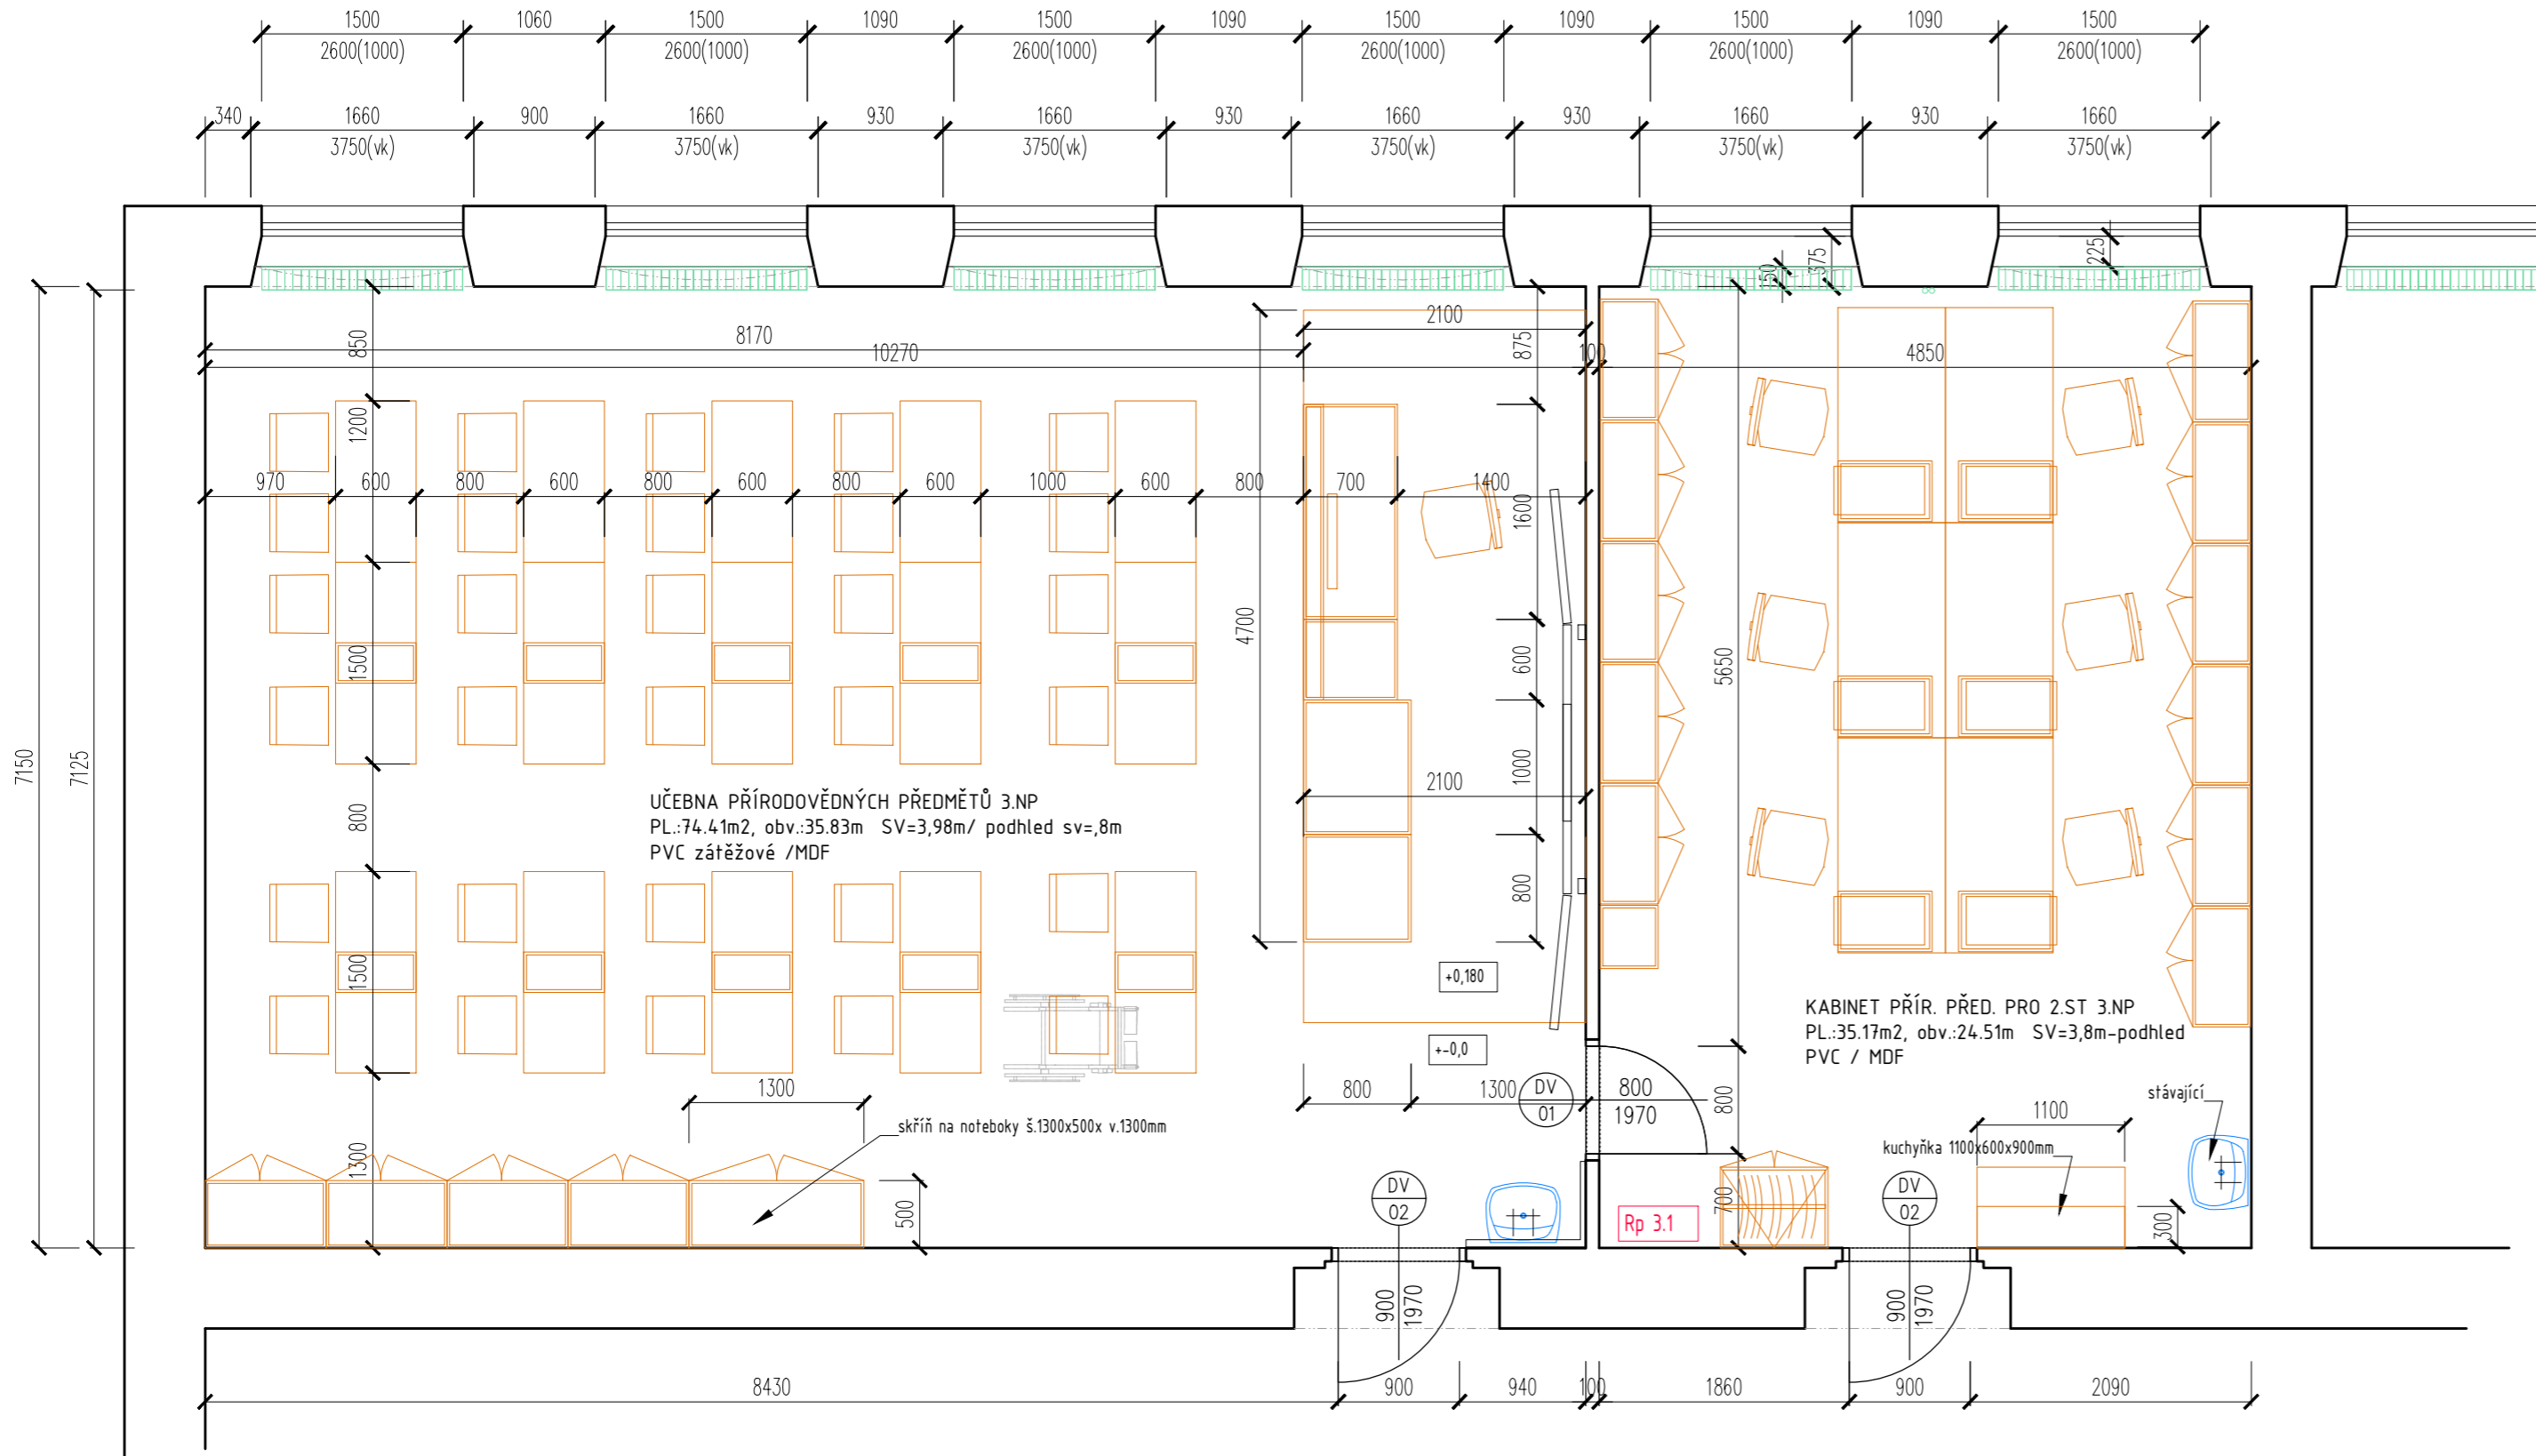 1500 1060 1500 1090 1500 1090 1500 1090 1500 1090 1500
2600(1000) 2600(1000) 2600(1000) 2600(1000) 2600(1000) 2600(1000)
340 1660 900 1660 930 1660 930 1660 930 1660 930 1660
3750(vk) 3750(vk) 3750(vk) 3750(vk) 3750(vk) 3750(vk)
375 225
2100
8170
850 875
10270 100 4850
1200
970 600 800 600 800 600 800 600 1000 600 800 700 1400
1600
4700
1500 600 5650
7150 7125
1000
2100
UČEBNA PŘÍRODOVĚDNÝCH PŘEDMĚTŮ 3.NP
PL.:74.41m2, obv.:35.83m SV=3,98m/ podhled sv=,8m
PVC zátěžové /MDF
800
800
1500
+0,180
KABINET PŘÍR. PŘED. PRO 2.ST 3.NP
PL.:35.17m2, obv.:24.51m SV=3,8m-podhled
PVC / MDF
+-0,0
1300 800 1300
DV
01
800
1970
800
stávající
1100
skříň na noteboky š.1300x500x v.1300mm
kuchyňka 1100x600x900mm
1300
500
DV
02
Rp 3.1
700
DV
02
300
900
1970
900
1970
8430 900 940 100 1860 900 2090